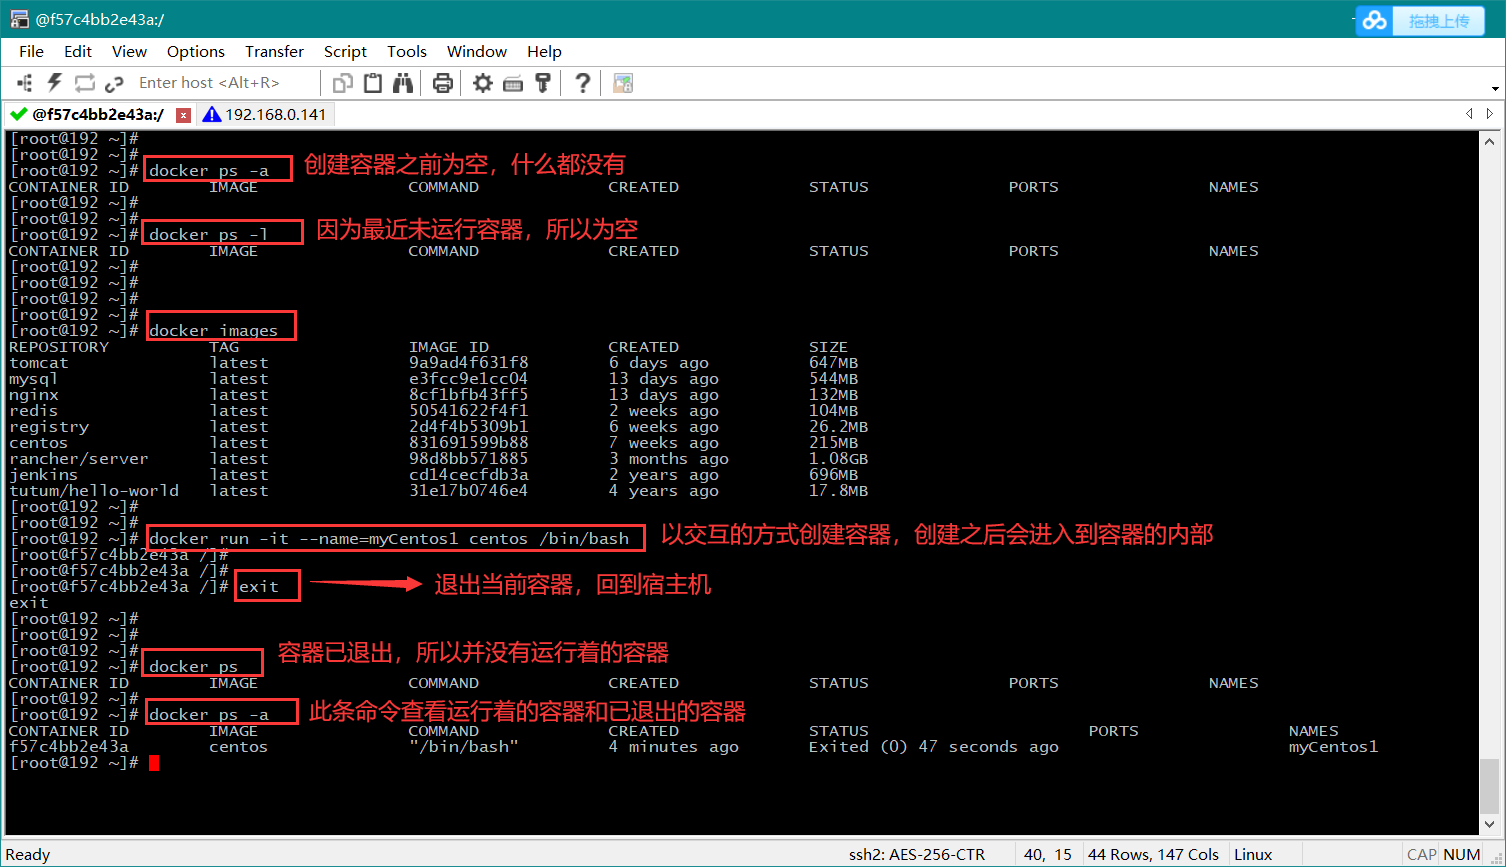 @f57c4bb2e43a:/
拖拽上传
File Edit View Options Transfer Script Tools Window Help
Enter host <Alt+R>
@f57c4bb2e43a:/ 192.168.0.141
[root@192 ~]#
[root@192 ~]#
[root@192 ~]# docker ps -a 创建容器之前为空，什么都没有
CONTAINER ID IMAGE COMMAND CREATED STATUS PORTS NAMES
[root@192 ~]#
[root@192 ~]#
[root@192 ~]# docker ps -l 因为最近未运行容器，所以为空
CONTAINER ID IMAGE COMMAND CREATED STATUS PORTS NAMES
[root@192 ~]#
[root@192 ~]#
[root@192 ~]#
[root@192 ~]#
[root@192 ~]# docker images
REPOSITORY TAG IMAGE ID CREATED SIZE
tomcat latest 9a9ad4f631f8 6 days ago 647MB
mysql latest e3fcc9e1cc04 13 days ago 544MB
nginx latest 8cf1bfb43ff5 13 days ago 132MB
redis latest 50541622f4f1 2 weeks ago 104MB
registry latest 2d4f4b5309b1 6 weeks ago 26.2MB
centos latest 831691599b88 7 weeks ago 215MB
rancher/server latest 98d8bb571885 3 months ago 1.08GB
jenkins latest cd14cecfdb3a 2 years ago 696MB
tutum/hello-world latest 31e17b0746e4 4 years ago 17.8MB
[root@192 ~]#
[root@192 ~]#
[root@192 ~]# docker run -it --name=myCentos1 centos /bin/bash 以交互的方式创建容器，创建之后会进入到容器的内部
[root@f57c4bb2e43a /]#
[root@f57c4bb2e43a /]#
[root@f57c4bb2e43a /]# exit 退出当前容器，回到宿主机
exit
[root@192 ~]#
[root@192 ~]#
[root@192 ~]#
[root@192 ~]# docker ps 容器已退出，所以并没有运行着的容器
CONTAINER ID IMAGE COMMAND CREATED STATUS PORTS NAMES
[root@192 ~]#
[root@192 ~]# docker ps -a 此条命令查看运行着的容器和已退出的容器
CONTAINER ID IMAGE COMMAND CREATED STATUS PORTS NAMES
f57c4bb2e43a centos "/bin/bash" 4 minutes ago Exited (0) 47 seconds ago myCentos1
[root@192 ~]#
Ready ssh2: AES-256-CTR 40, 15 44 Rows, 147 Cols Linux CAP NUM